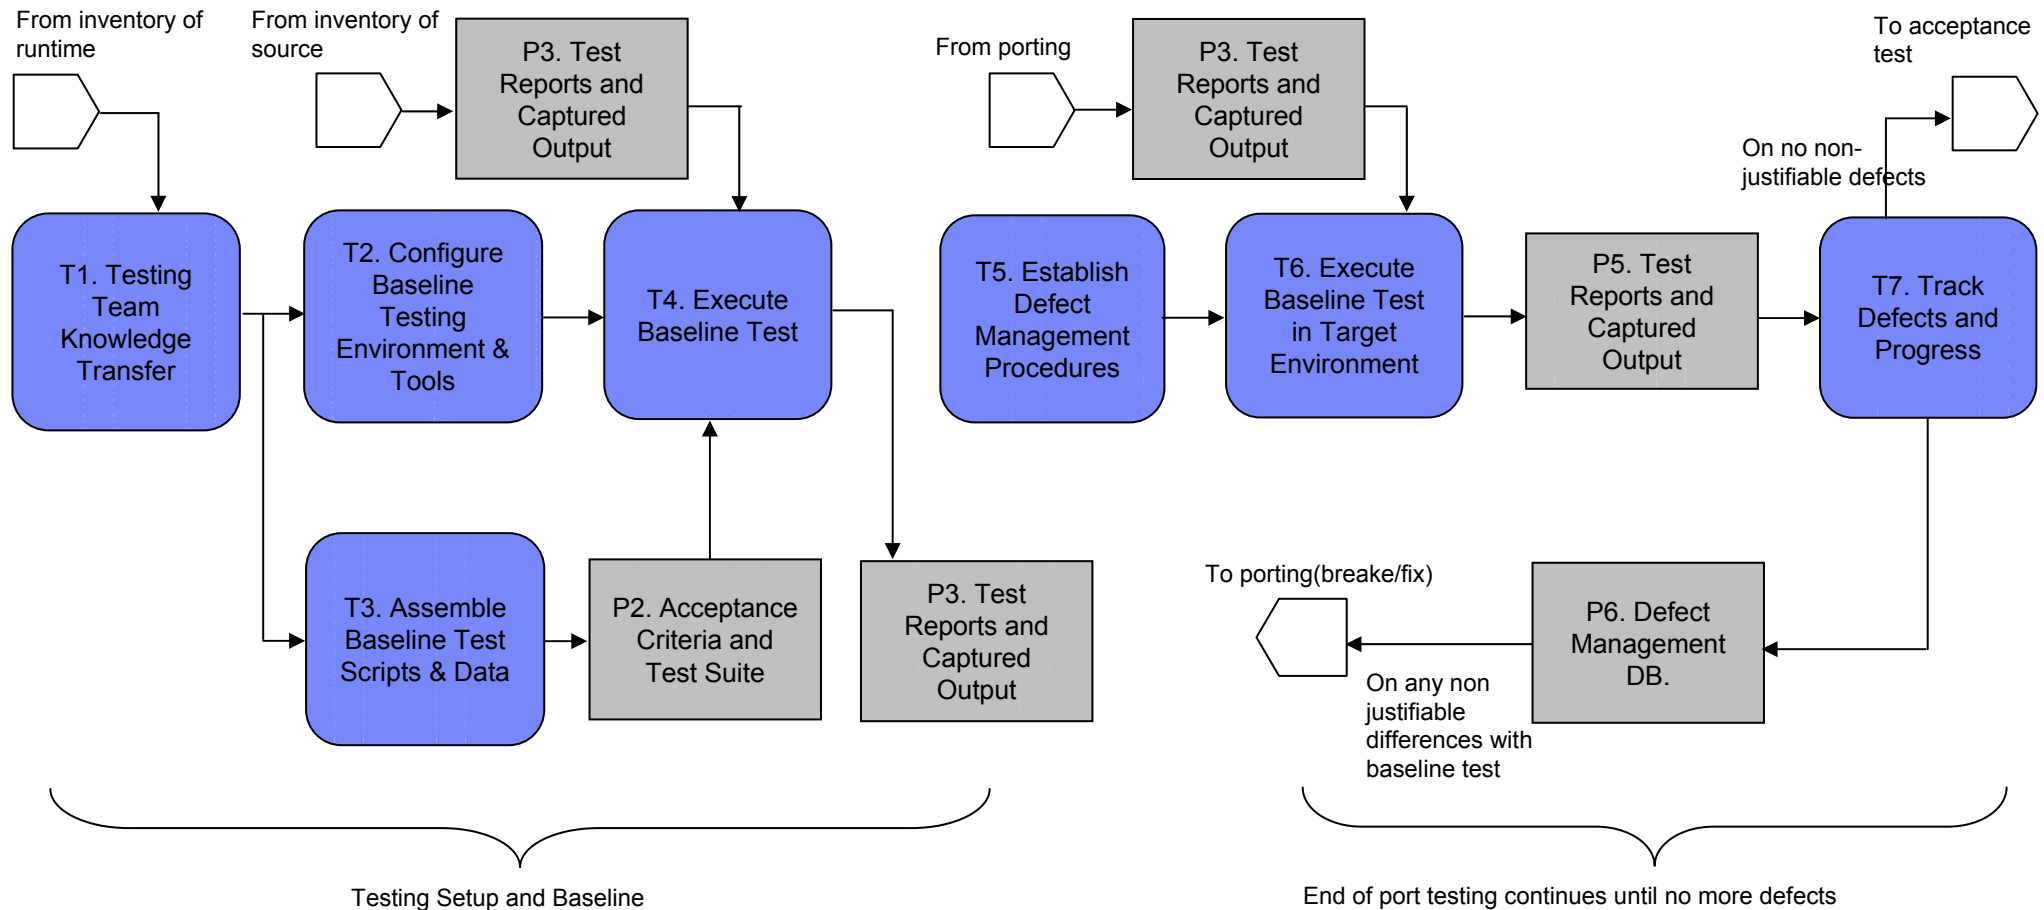 From inventory of
runtime
From inventory of
source
P3. Test
Reports and
Captured
Output
From porting
P3. Test
Reports and
Captured
Output
To acceptance
test
On no non-
justifiable defects
T1. Testing
Team
Knowledge
Transfer
T2. Configure
Baseline
Testing
Environment &
Tools
T4. Execute
Baseline Test
T5. Establish
Defect
Management
Procedures
T6. Execute
Baseline Test
in Target
Environment
P5. Test
Reports and
Captured
Output
T7. Track
Defects and
Progress
T3. Assemble
Baseline Test
Scripts & Data
P2. Acceptance
Criteria and
Test Suite
P3. Test
Reports and
Captured
Output
To porting(breake/fix)
P6. Defect
Management
DB.
On any non
justifiable
differences with
baseline test
Testing Setup and Baseline
End of port testing continues until no more defects